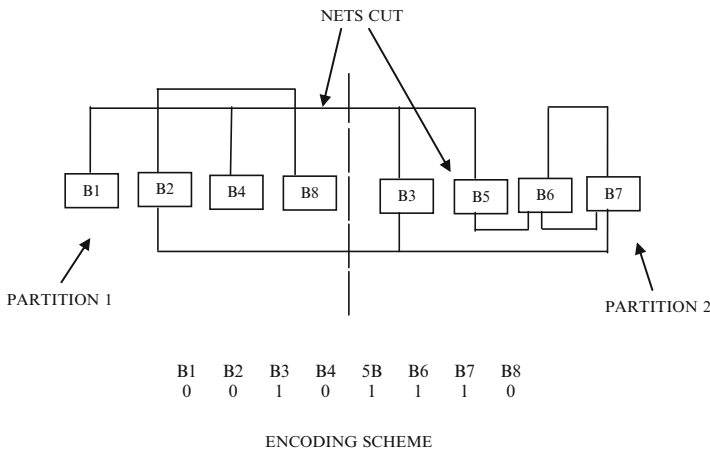 NETS CUT
B1 B2 B4 B8 B3 B5 B6 B7
PARTITION 1
PARTITION 2
B1 B2 B3 B4 5B B6 B7 B8
0 0 1 0 1 1 1 0
ENCODING SCHEME